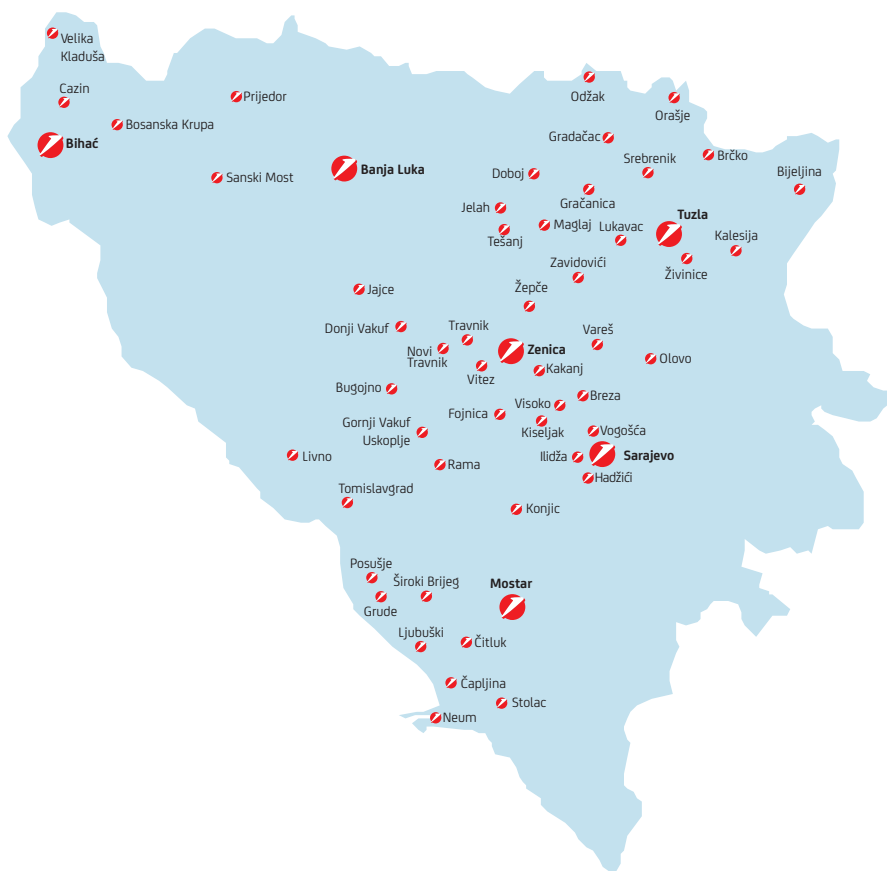 Velika
Kladuša
Cazin
Prijedor
Bosanska Krupa
Bihać
Sanski Most
Banja Luka
Odžak
Orašje
Gradačac
Srebrenik
Brčko
Doboj
Bijeljina
Gračanica
Jelah
Tuzla
Maglaj
Lukavac
Tešanj
Kalesija
Zavidovići
Živinice
Jajce
Žepče
Donji Vakuf
Travnik
Vareš
Novi
Travnik
Zenica
Olovo
Vitez
Kakanj
Bugojno
Breza
Visoko
Fojnica
Gornji Vakuf
Uskoplje
Kiseljak
Vogošća
Livno
Ilidža
Sarajevo
Rama
Hadžići
Tomislavgrad
Konjic
Posušje
Široki Brijeg
Mostar
Grude
Ljubuški
Čitluk
Čapljina
Stolac
Neum